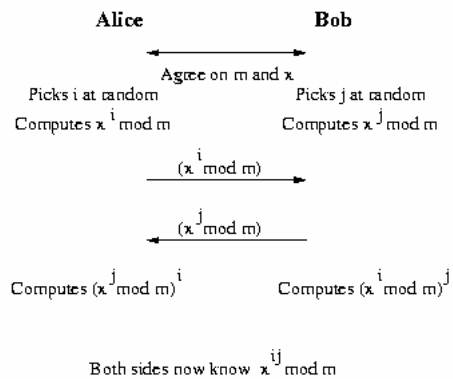 Alice Bob
Agree on m and x
Picks i at random Picks j at random
Computes x^i mod m Computes x^j mod m
(x^i mod m)
(x^j mod m)
Computes (x^j mod m)^i Computes (x^i mod m)^j
Both sides now know x^ij mod m